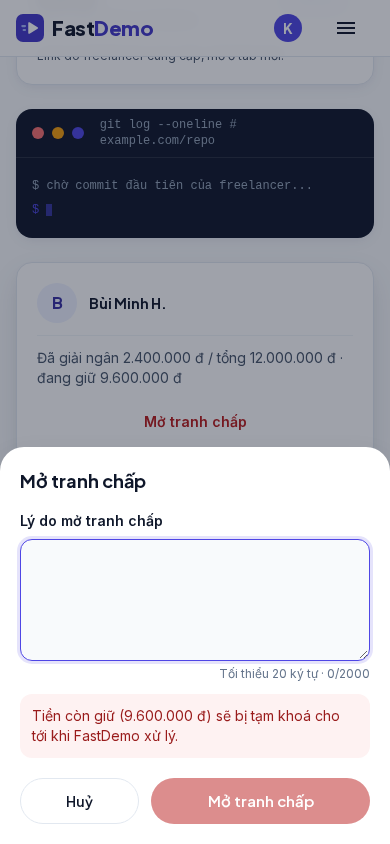 FastDemo
K
Link do freelancer cung cấp, mở ở tab mới.
git log --oneline #
example.com/repo
$ chờ commit đầu tiên của freelancer...
$
B
Bùi Minh H.
Đã giải ngân 2.400.000 đ / tổng 12.000.000 đ ·
đang giữ 9.600.000 đ
Mở tranh chấp
Mở tranh chấp
Lý do mở tranh chấp
Tối thiểu 20 ký tự · 0/2000
Tiền còn giữ (9.600.000 đ) sẽ bị tạm khoá cho
tới khi FastDemo xử lý.
Huỷ
Mở tranh chấp